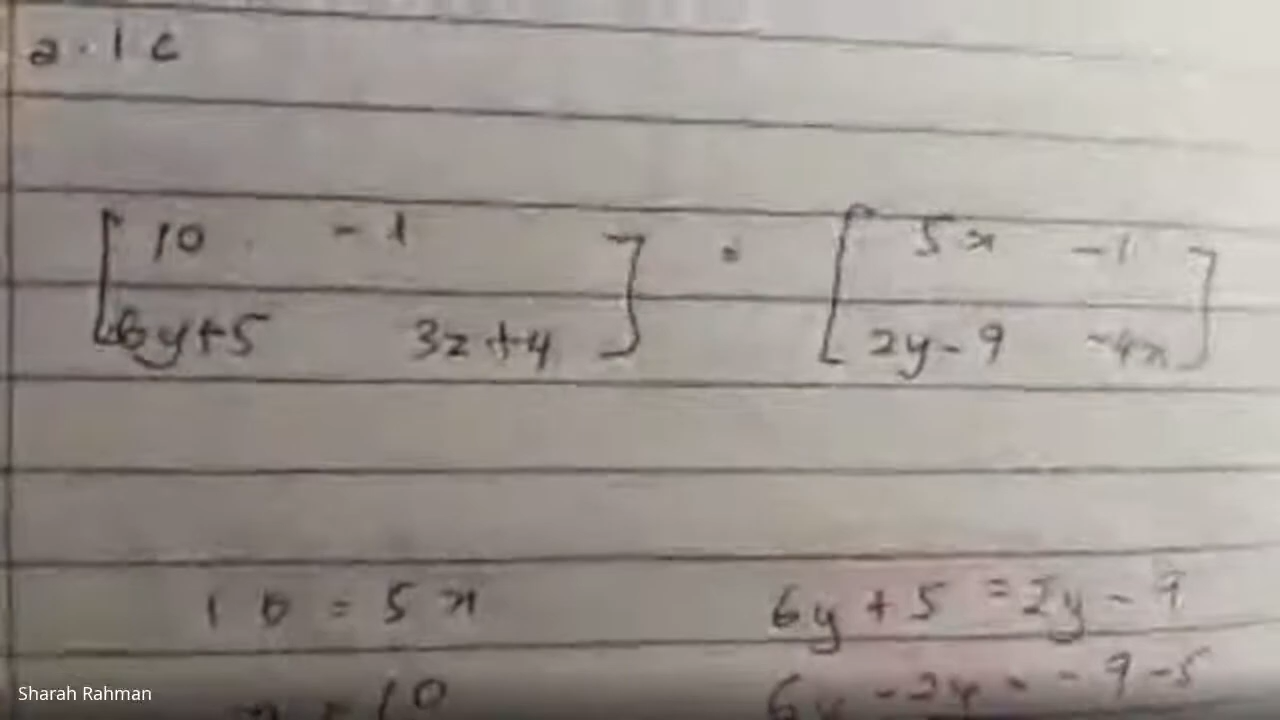 2.1 c
[ 10 -1 ] = [ 5x -1 ]
[ 6y+5 3z+4 ] [ 2y-9 -4x ]
10 = 5x 6y + 5 = 2y - 9
x = 10 6y - 2y = -9-5
Sharah Rahman